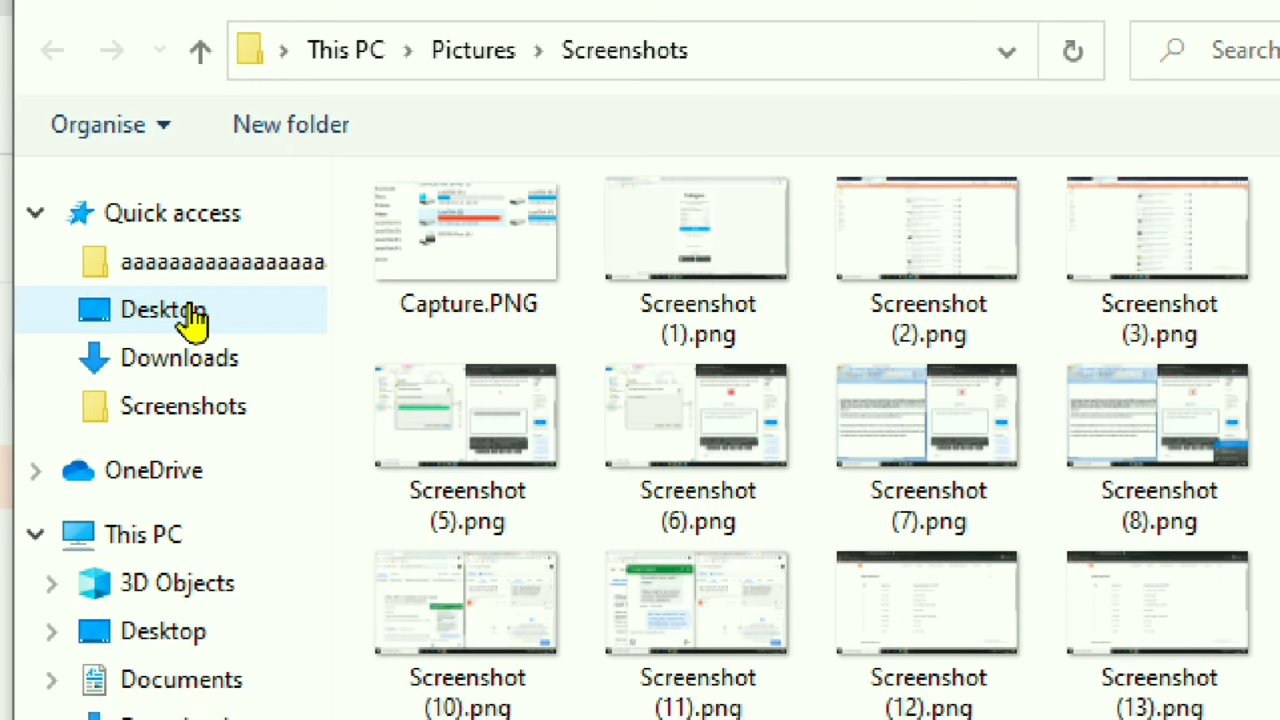 This PC > Pictures > Screenshots
Search
Organise
New folder
Quick access
aaaaaaaaaaaaaaaaa
Desktop
Downloads
Screenshots
OneDrive
This PC
3D Objects
Desktop
Documents
Capture.PNG
Screenshot
(1).png
Screenshot
(2).png
Screenshot
(3).png
Screenshot
(5).png
Screenshot
(6).png
Screenshot
(7).png
Screenshot
(8).png
Screenshot
(10).png
Screenshot
(11).png
Screenshot
(12).png
Screenshot
(13).png